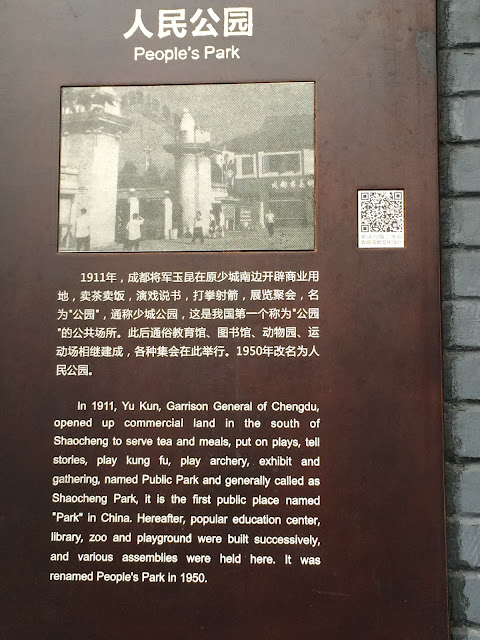 人民公园
People's Park
1911年，成都将军玉昆在原少城南边开辟商业用
地，卖茶卖饭，演戏说书，打拳射箭，展览聚会，名
为"公园"，通称少城公园，这是我国第一个称为"公园
"的公共场所。此后通俗教育馆、图书馆、动物园、运
动场相继建成，各种集会在此举行。1950年改名为人
民公园。
In 1911, Yu Kun, Garrison General of Chengdu,
opened up commercial land in the south of
Shaocheng to serve tea and meals, put on plays, tell
stories, play kung fu, play archery, exhibit and
gathering, named Public Park and generally called as
Shaocheng Park, it is the first public place named
"Park" in China. Hereafter, popular education center,
library, zoo and playground were built successively,
and various assemblies were held here. It was
renamed People's Park in 1950.